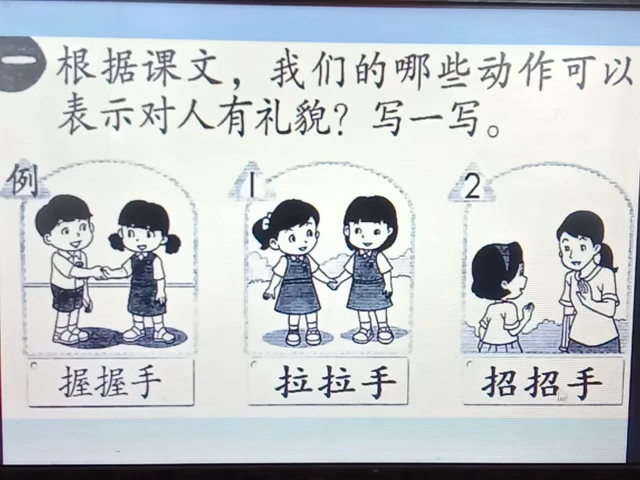 一 根据课文，我们的哪些动作可以
表示对人有礼貌？写一写。
例
1
2
握握手
拉拉手
招招手